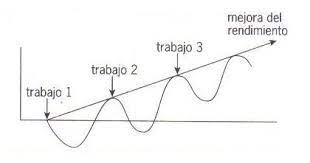 mejora del
rendimiento
trabajo 3
trabajo 2
trabajo 1